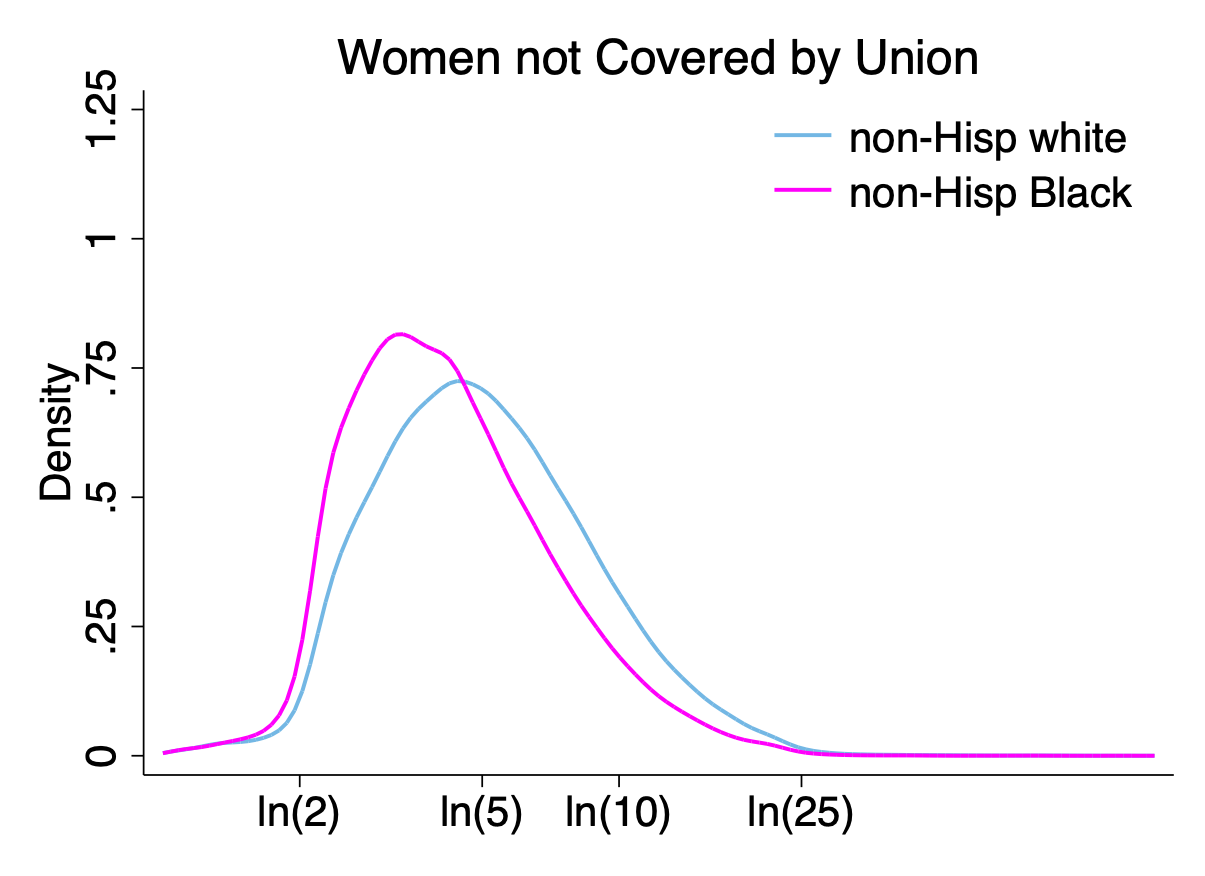 Women not Covered by Union
non-Hisp white
non-Hisp Black
Density
1.25
1
.75
.5
.25
0
ln(2) ln(5) ln(10) ln(25)